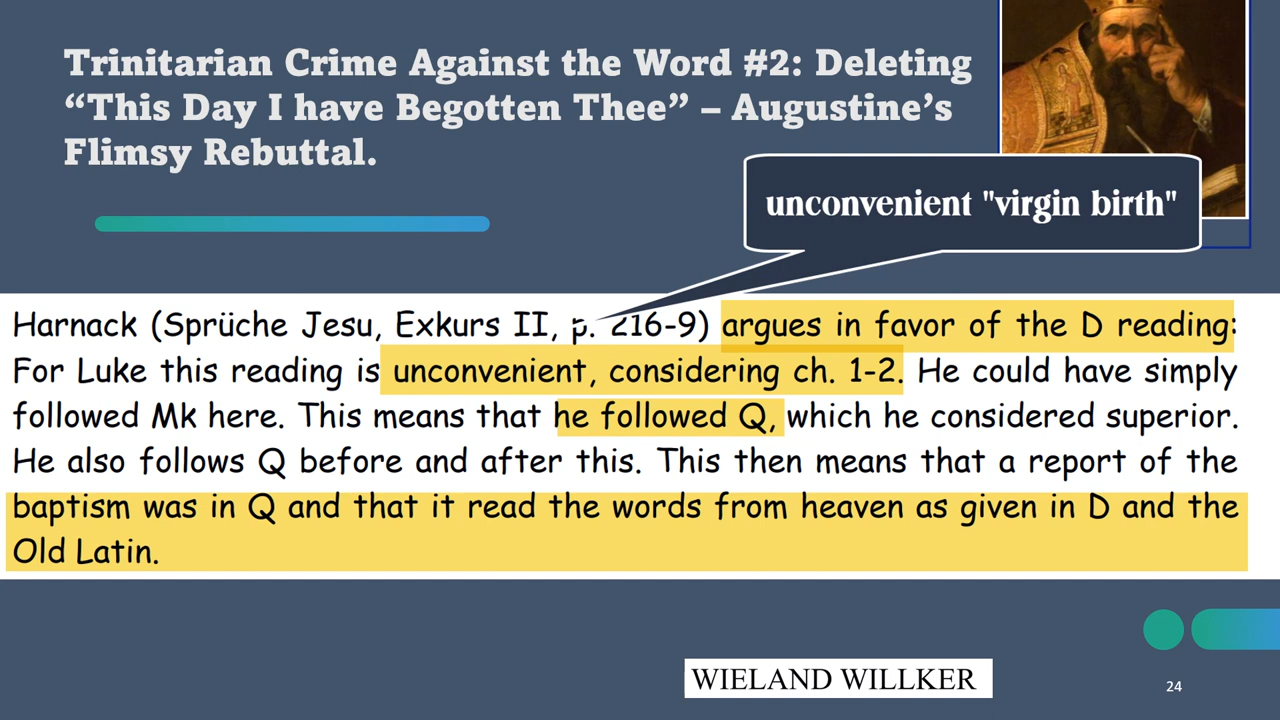 Trinitarian Crime Against the Word #2: Deleting
“This Day I have Begotten Thee” – Augustine’s
Flimsy Rebuttal.
unconvenient "virgin birth"
Harnack (Sprüche Jesu, Exkurs II, p. 216-9) argues in favor of the D reading:
For Luke this reading is unconvenient, considering ch. 1-2. He could have simply
followed Mk here. This means that he followed Q, which he considered superior.
He also follows Q before and after this. This then means that a report of the
baptism was in Q and that it read the words from heaven as given in D and the
Old Latin.
WIELAND WILLKER
24